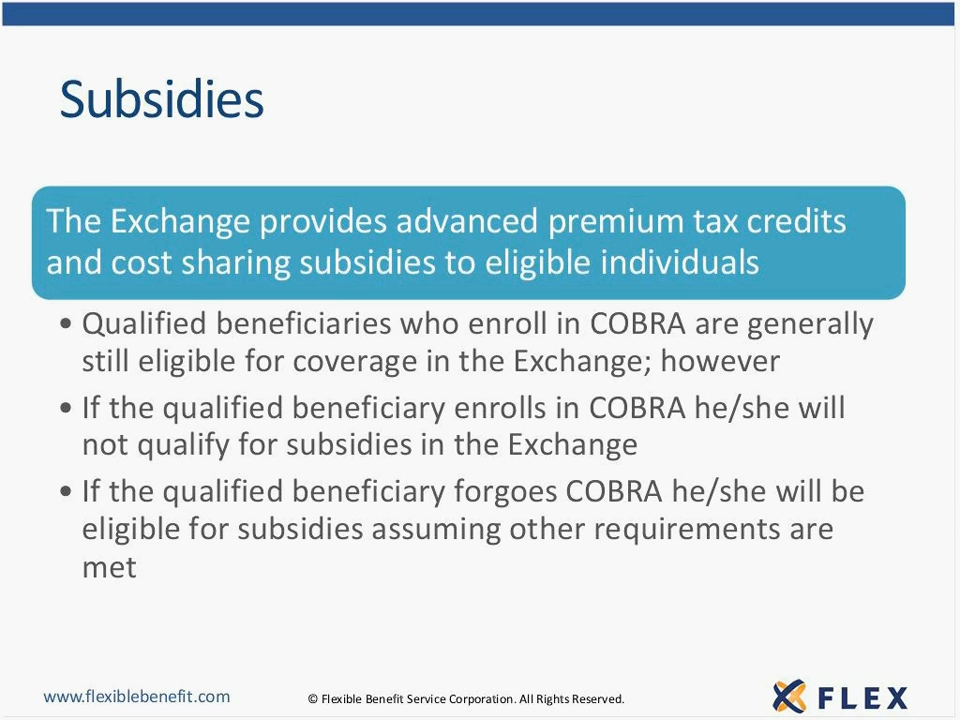 Subsidies
The Exchange provides advanced premium tax credits
and cost sharing subsidies to eligible individuals
• Qualified beneficiaries who enroll in COBRA are generally
still eligible for coverage in the Exchange; however
• If the qualified beneficiary enrolls in COBRA he/she will
not qualify for subsidies in the Exchange
• If the qualified beneficiary forgoes COBRA he/she will be
eligible for subsidies assuming other requirements are
met
www.flexiblebenefit.com
© Flexible Benefit Service Corporation. All Rights Reserved.
FLEX